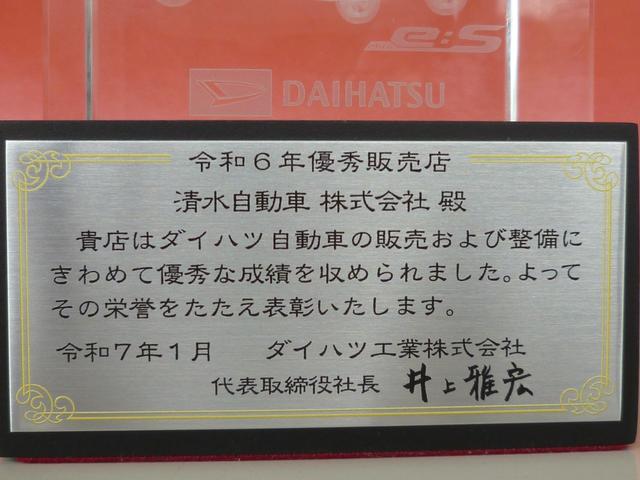 e:S
DAIHATSU
令和6年優秀販売店
清水自動車 株式会社 殿
貴店はダイハツ自動車の販売および整備に
きわめて優秀な成績を収められました。よって
その栄誉をたたえ表彰いたします。
令和7年1月 ダイハツ工業株式会社
代表取締役社長 井上雅宏